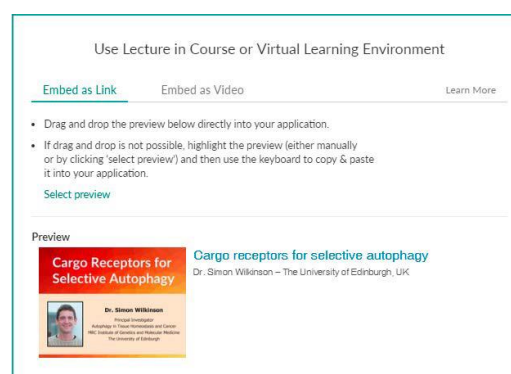 Use Lecture in Course or Virtual Learning Environment
Embed as Link Embed as Video Learn More
• Drag and drop the preview below directly into your application.
• If drag and drop is not possible, highlight the preview (either manually
or by clicking 'select preview') and then use the keyboard to copy & paste
it into your application.
Select preview
Preview
Cargo Receptors for
Selective Autophagy
Dr. Simon Wilkinson
Principal Investigator
Autophagy in Tissue Homeostasis and Cancer
MRC Institute of Genetics and Molecular Medicine
The University of Edinburgh
Cargo receptors for selective autophagy
Dr. Simon Wilkinson – The University of Edinburgh, UK